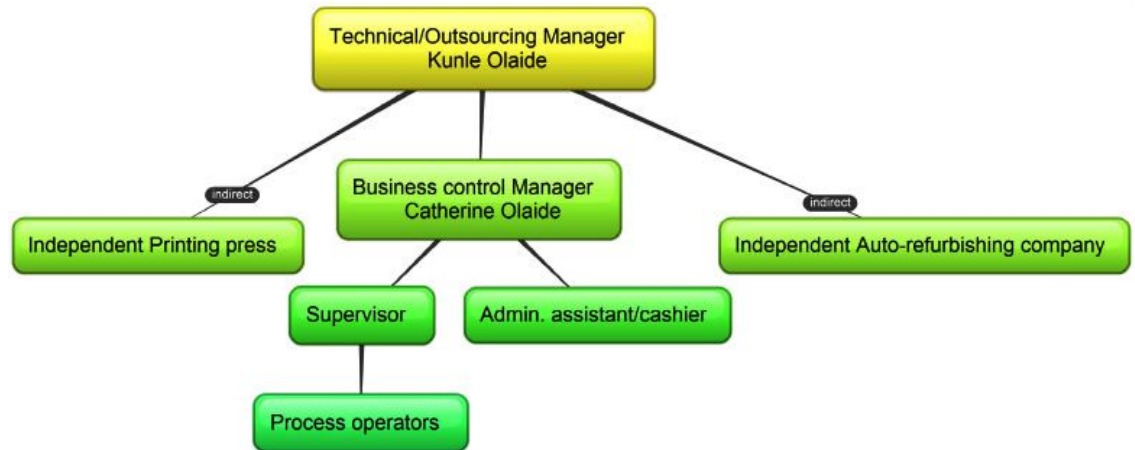 Technical/Outsourcing Manager
Kunle Olaide
indirect
indirect
Business control Manager
Catherine Olaide
Independent Printing press
Independent Auto-refurbishing company
Supervisor
Admin. assistant/cashier
Process operators